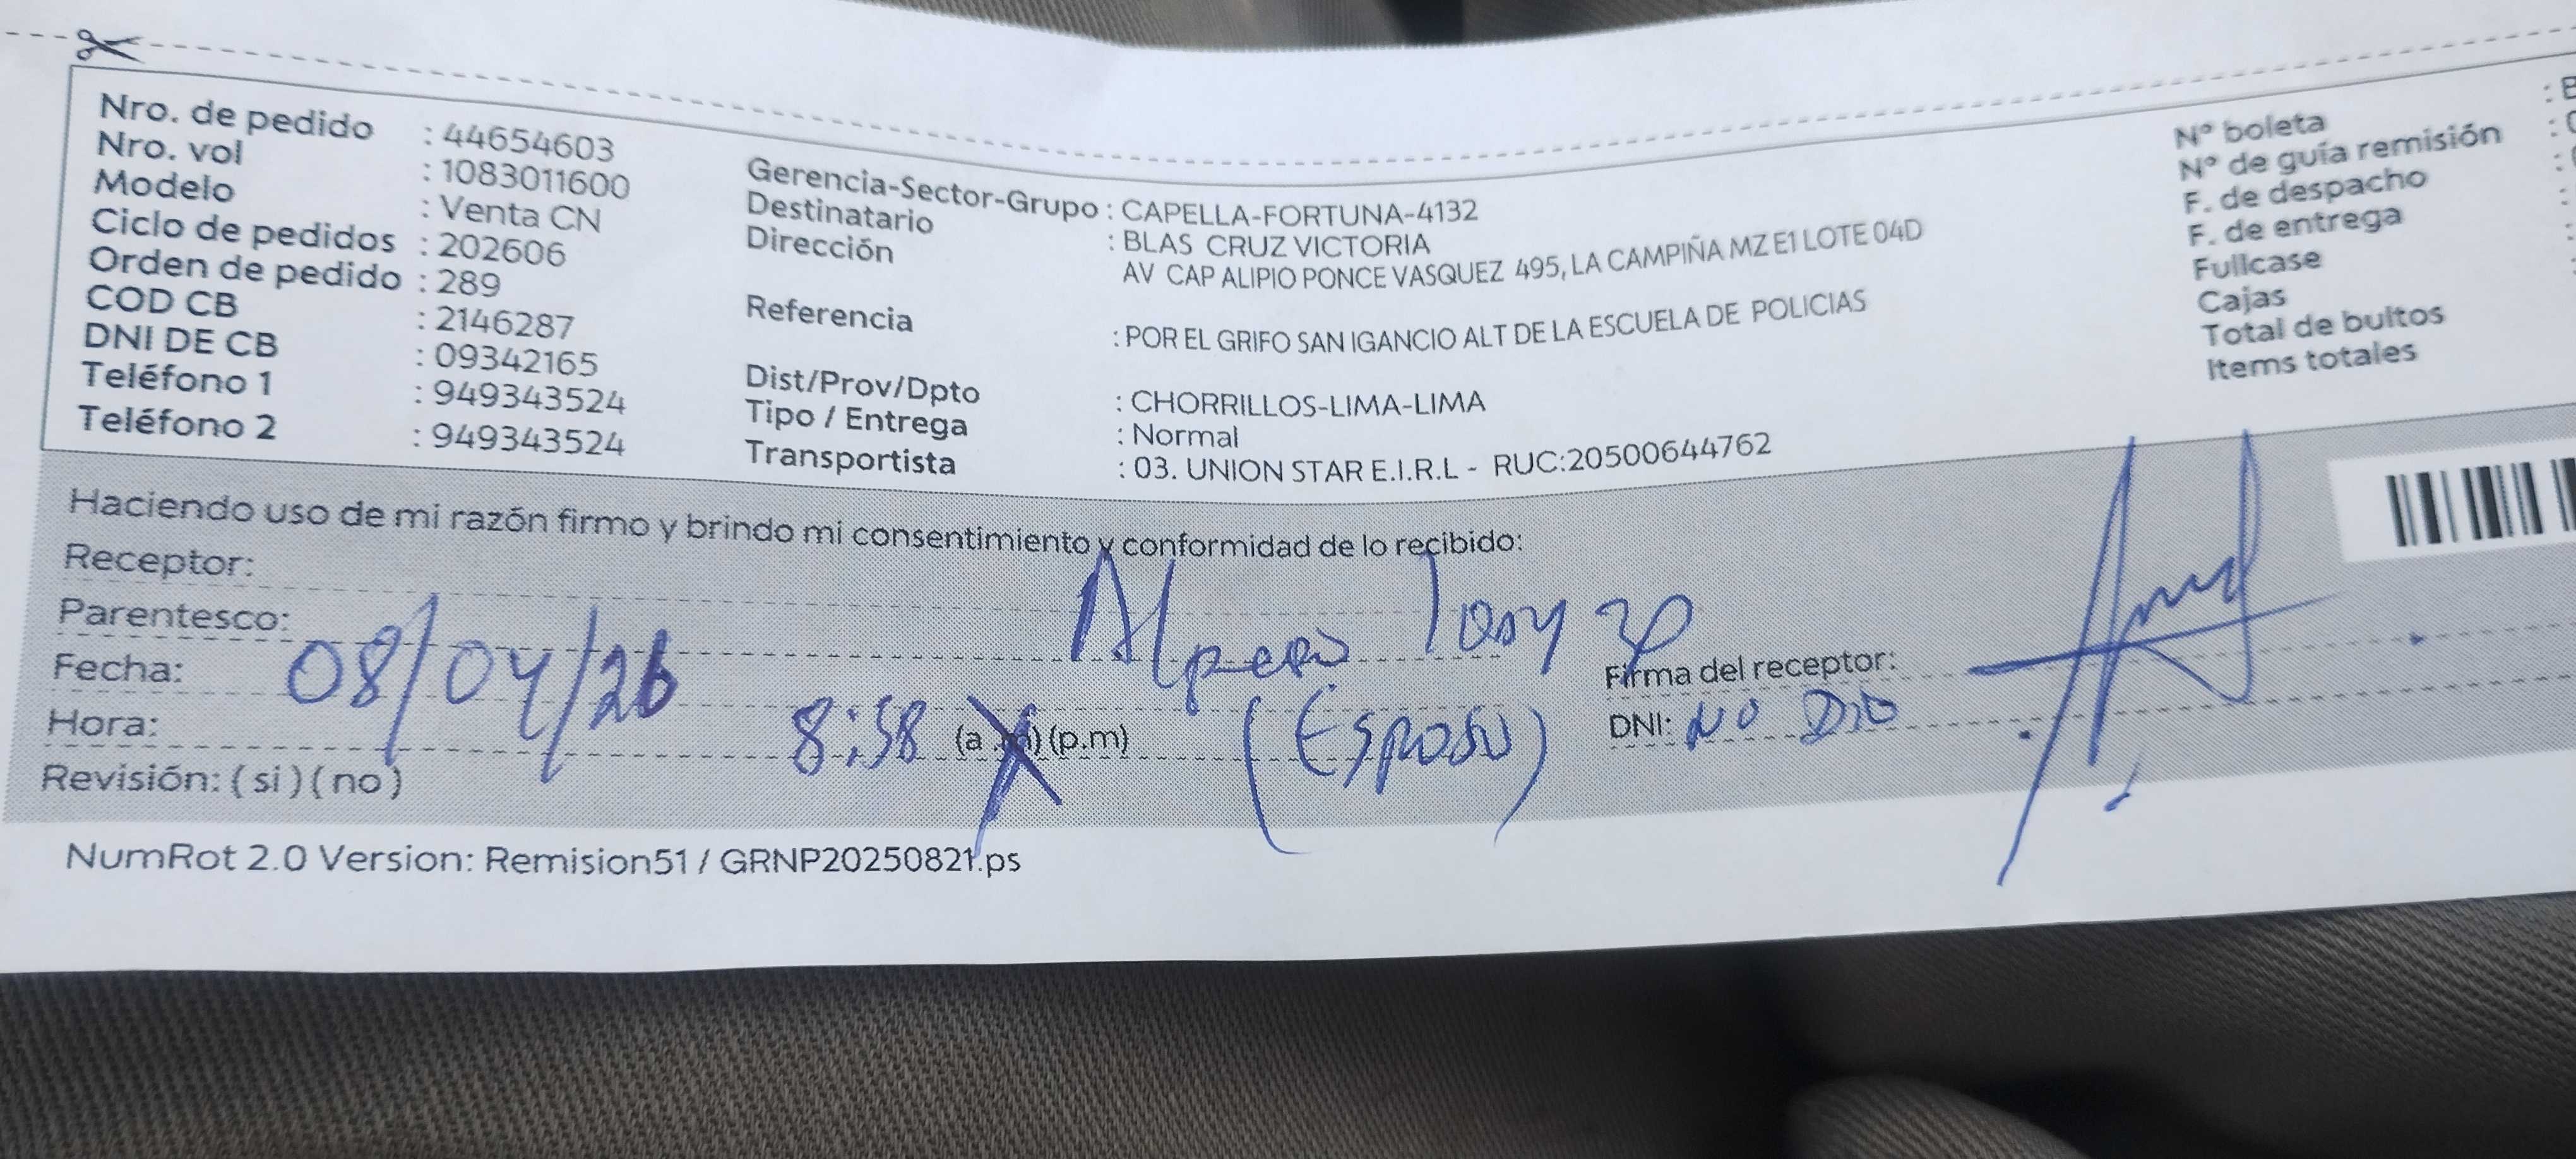 Nro. de pedido : 44654603
Nro. vol : 1083011600
Modelo : Venta CN
Ciclo de pedidos : 202606
Orden de pedido : 289
COD CB : 2146287
DNI DE CB : 09342165
Teléfono 1 : 949343524
Teléfono 2 : 949343524
Gerencia-Sector-Grupo : CAPELLA-FORTUNA-4132
Destinatario : BLAS CRUZ VICTORIA
Dirección AV CAP ALIPIO PONCE VASQUEZ 495, LA CAMPIÑA MZ E1 LOTE 04D
Referencia : POR EL GRIFO SAN IGANCIO ALT DE LA ESCUELA DE POLICIAS
Dist/Prov/Dpto : CHORRILLOS-LIMA-LIMA
Tipo / Entrega : Normal
Transportista : 03. UNION STAR E.I.R.L - RUC:20500644762
N° boleta :
N° de guía remisión :
F. de despacho :
F. de entrega :
Fullcase :
Cajas
Total de bultos
Items totales
Haciendo uso de mi razón firmo y brindo mi consentimiento y conformidad de lo recibido:
Receptor:
Parentesco:
Fecha: 08/04/26
Hora: 8:58 (a.m) (p.m) (Esposo)
Firma del receptor:
DNI: NO DIO
Revisión: ( si ) ( no )
NumRot 2.0 Version: Remision51 / GRNP20250821.ps